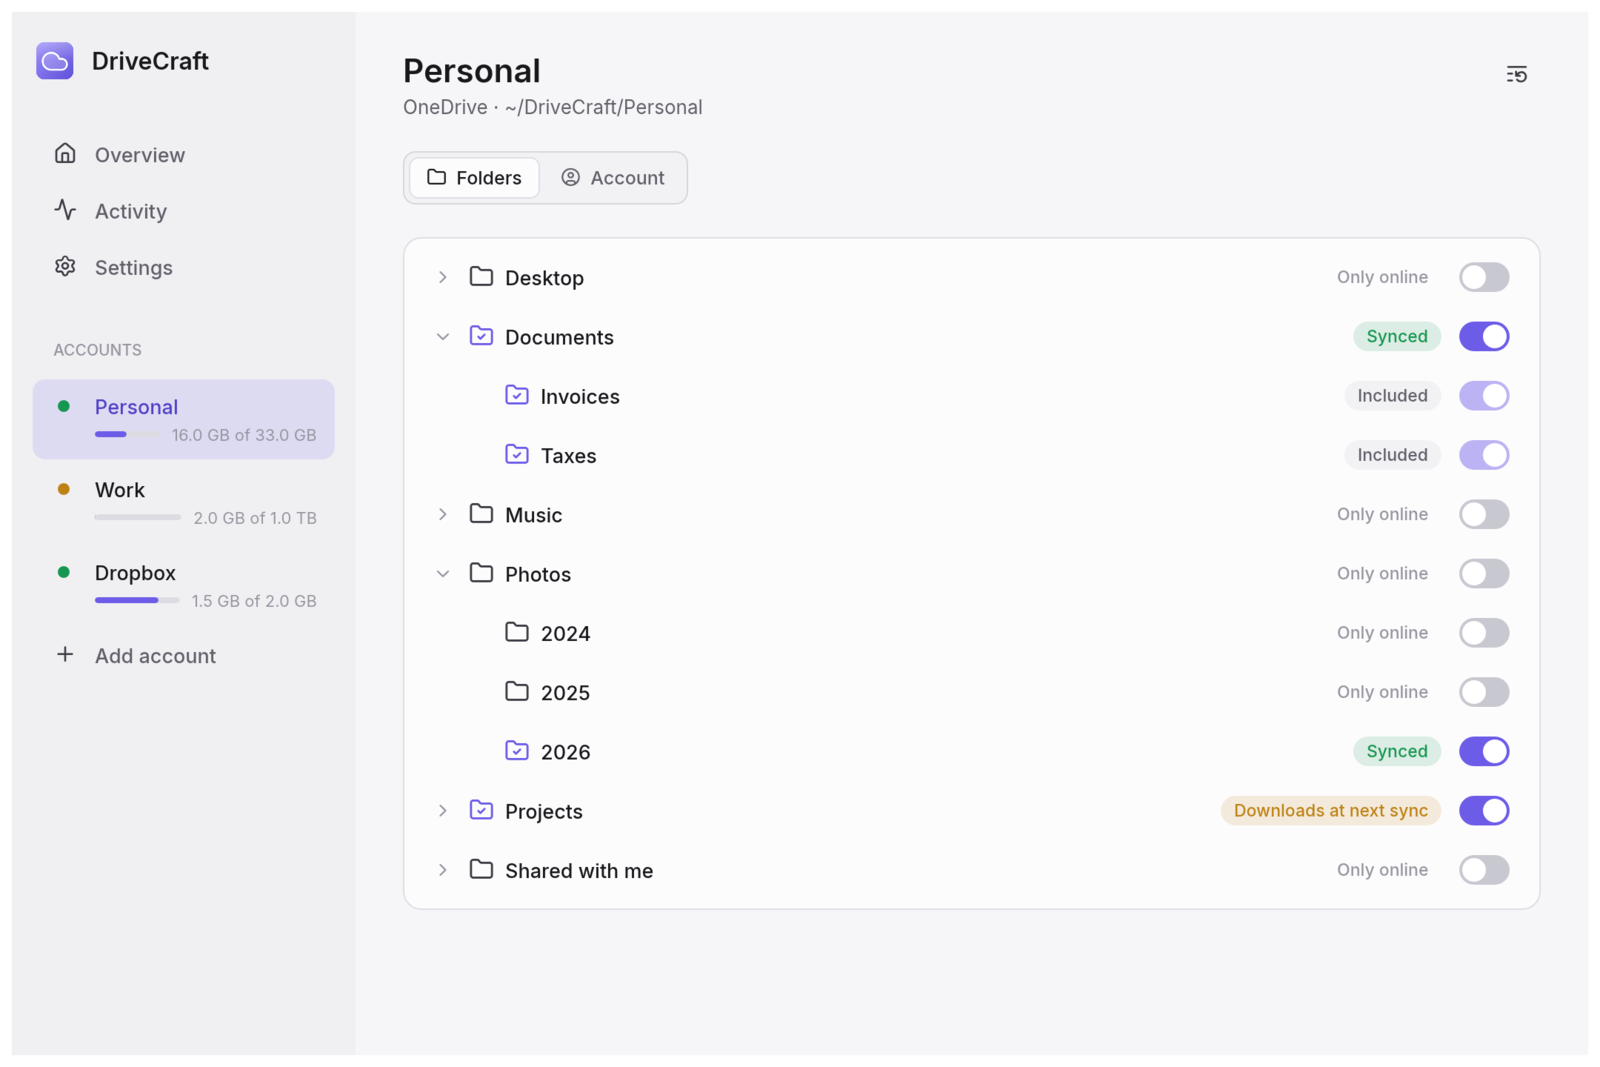 DriveCraft
Overview
Activity
Settings
ACCOUNTS
Personal
16.0 GB of 33.0 GB
Work
2.0 GB of 1.0 TB
Dropbox
1.5 GB of 2.0 GB
Add account
Personal
OneDrive · ~/DriveCraft/Personal
Folders Account
Desktop Only online
Documents Synced
Invoices Included
Taxes Included
Music Only online
Photos Only online
2024 Only online
2025 Only online
2026 Synced
Projects Downloads at next sync
Shared with me Only online